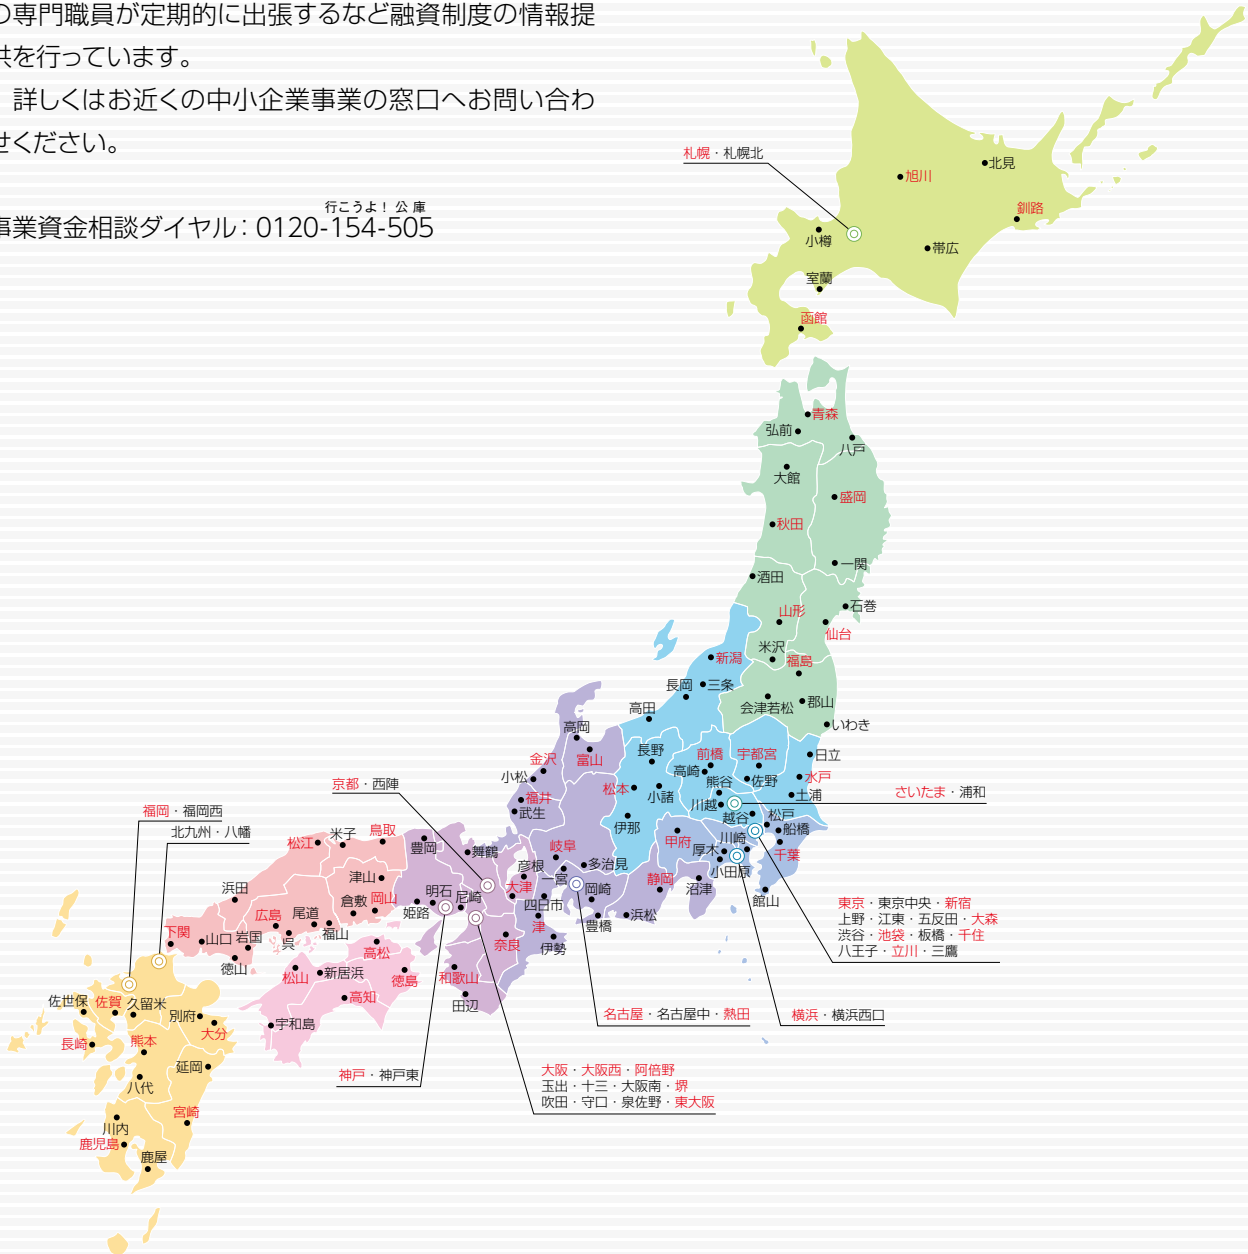 の専門職員が定期的に出張するなど融資制度の情報提
供を行っています。
詳しくはお近くの中小企業事業の窓口へお問い合わ
せください。
行こうよ！公庫
事業資金相談ダイヤル：0120-154-505
札幌・札幌北
旭川
北見
釧路
小樽
帯広
室蘭
函館
青森
弘前
八戸
大館
盛岡
秋田
一関
酒田
石巻
山形
仙台
米沢
福島
新潟
長岡
三条
会津若松
郡山
高田
いわき
高岡
富山
長野
前橋
宇都宮
日立
金沢
小松
高崎
熊谷
佐野
水戸
京都・西陣
福井
武生
松本
小諸
川越
土浦
さいたま・浦和
越谷
松戸
船橋
伊那
福岡・福岡西
北九州・八幡
松江
米子
鳥取
豊岡
舞鶴
岐阜
多治見
甲府
川崎
厚木
千葉
小田原
彦根
一宮
津山
大津
岡崎
静岡
沼津
館山
浜田
倉敷
岡山
明石
尼崎
姫路
四日市
豊橋
浜松
広島
尾道
呉
福山
津
伊勢
奈良
東京・東京中央・新宿
上野・江東・五反田・大森
渋谷・池袋・板橋・千住
八王子・立川・三鷹
下関
山口
岩国
徳山
高松
松山
新居浜
徳島
高知
宇和島
和歌山
田辺
佐世保
佐賀
久留米
別府
大分
長崎
熊本
名古屋・名古屋中・熱田
横浜・横浜西口
延岡
八代
神戸・神戸東
大阪・大阪西・阿倍野
玉出・十三・大阪南・堺
吹田・守口・泉佐野・東大阪
宮崎
川内
鹿児島
鹿屋